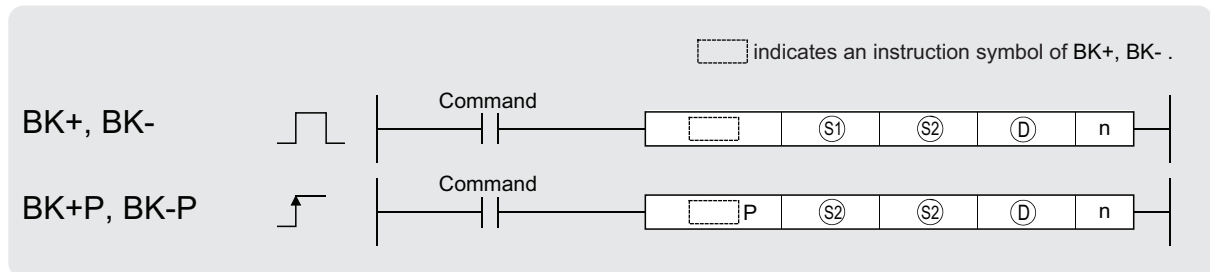 indicates an instruction symbol of BK+, BK- .
Command
BK+, BK-
S1 S2 D n
Command
BK+P, BK-P
P S2 S2 D n